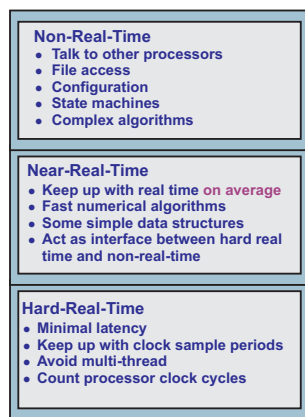 Non-Real-Time
• Talk to other processors
• File access
• Configuration
• State machines
• Complex algorithms
Near-Real-Time
• Keep up with real time on average
• Fast numerical algorithms
• Some simple data structures
• Act as interface between hard real
time and non-real-time
Hard-Real-Time
• Minimal latency
• Keep up with clock sample periods
• Avoid multi-thread
• Count processor clock cycles